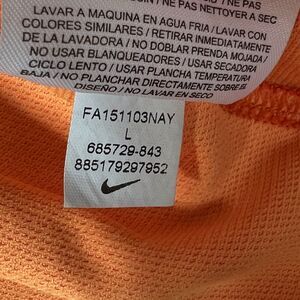 NE PAS NETTOYER A SEC
LAVAR A MAQUINA EN AGUA FRIA / LAVAR CON
COLORES SIMILARES / RETIRAR INMEDIATAMENTE
DE LA LAVADORA / NO DOBLAR PRENDA MOJADA /
NO USAR BLANQUEADORES / USAR SECADORA
CICLO LENTO / USAR PLANCHA TEMPERATURA
BAJA / NO PLANCHAR DIRECTAMENTE SOBRE EL
DISEÑO / NO LAVAR EN SECO
FA151103NAY
L
685729-843
885179297952